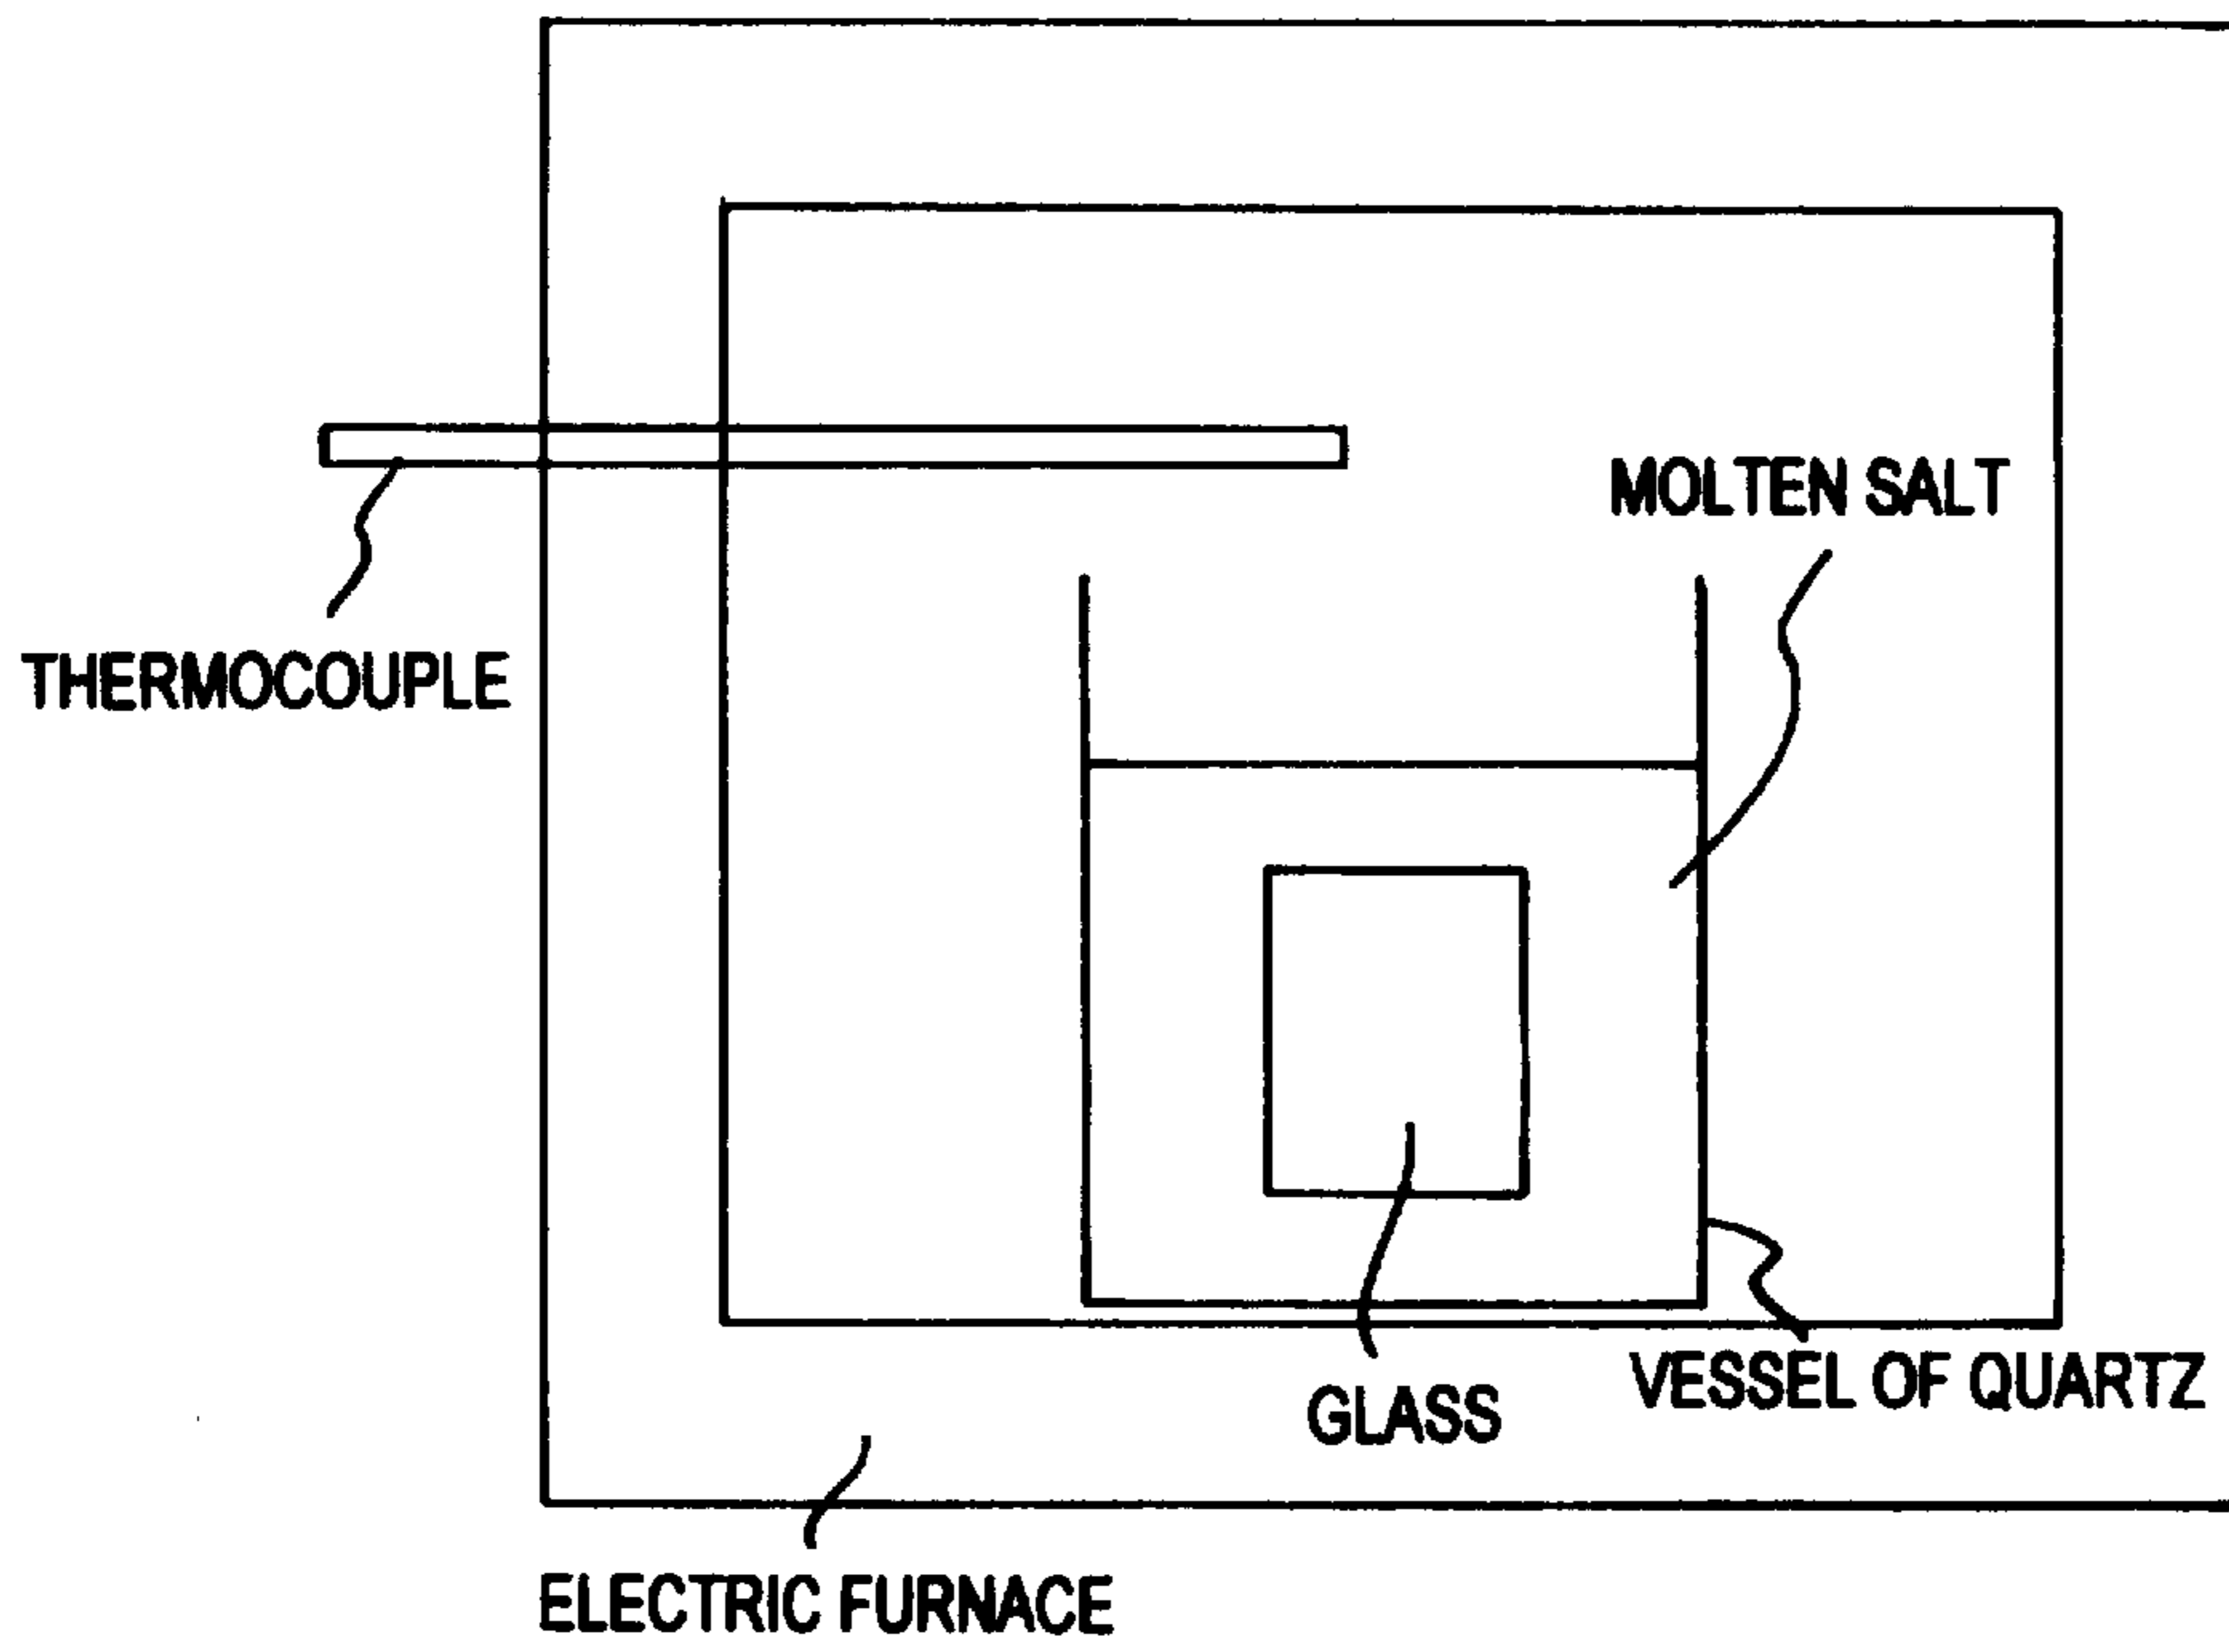 MOLTEN SALT
THERMOCOUPLE
VESSEL OF QUARTZ
GLASS
ELECTRIC FURNACE